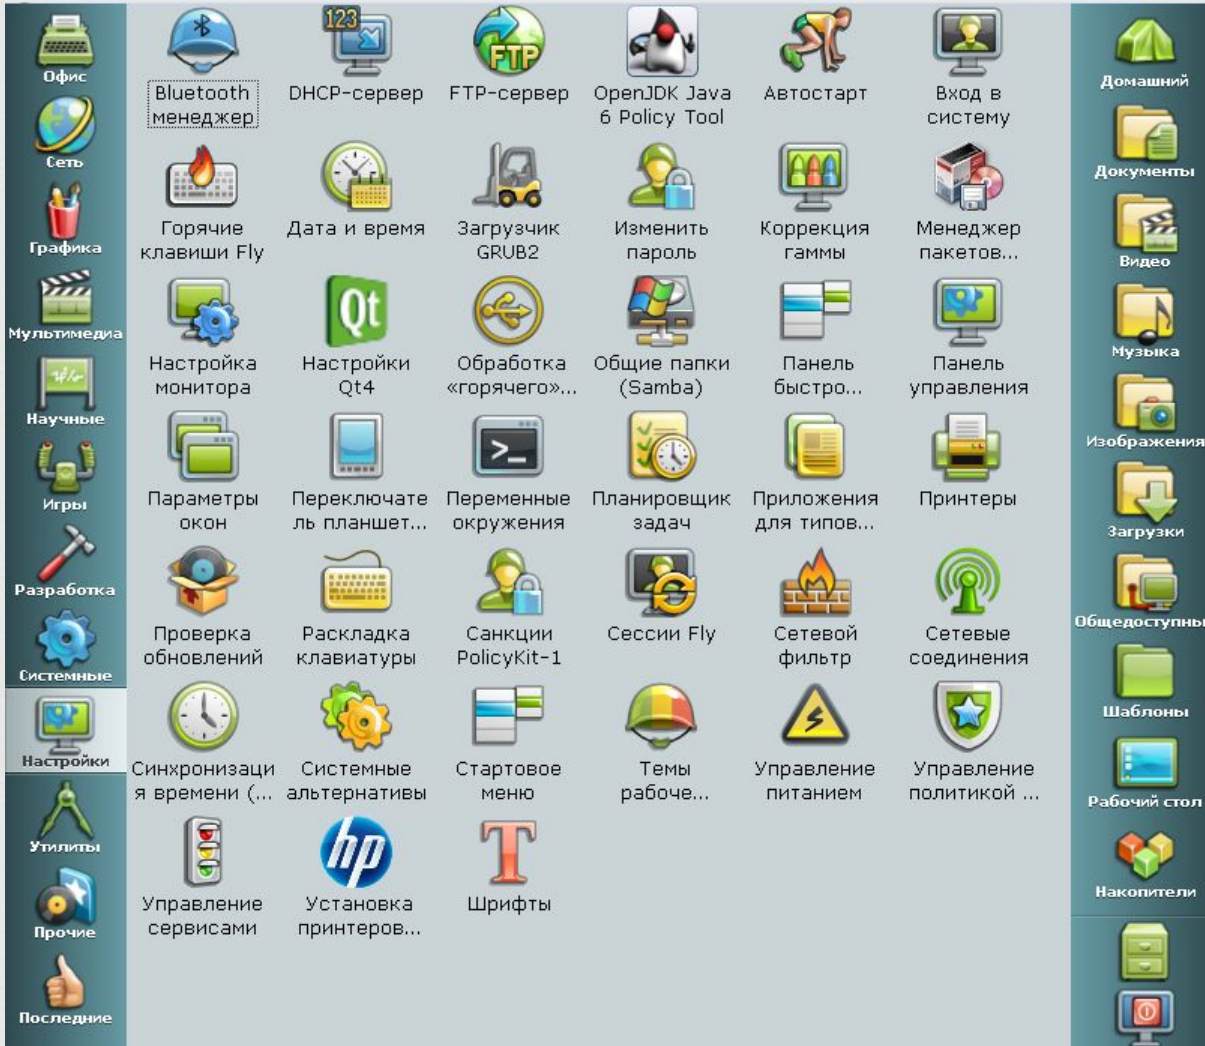 Офис
Сеть
Графика
Мультимедиа
Научные
Игры
Разработка
Системные
Настройки
Утилиты
Прочие
Последние
Bluetooth
менеджер
123
DHCP-сервер
FTP
FTP-сервер
OpenJDK Java
6 Policy Tool
Автостарт
Вход в
систему
Горячие
клавиши Fly
Дата и время
Загрузчик
GRUB2
Изменить
пароль
Коррекция
гаммы
Менеджер
пакетов...
Настройка
монитора
Qt
Настройки
Qt4
Обработка
«горячего»...
Общие папки
(Samba)
Панель
быстро...
Панель
управления
Параметры
окон
Переключате
ль планшет...
>_
Переменные
окружения
Планировщик
задач
Приложения
для типов...
Принтеры
Проверка
обновлений
Раскладка
клавиатуры
Санкции
PolicyKit-1
Сессии Fly
Сетевой
фильтр
Сетевые
соединения
Синхронизаци
я времени (...
Системные
альтернативы
Стартовое
меню
Темы
рабоче...
Управление
питанием
Управление
политикой ...
Управление
сервисами
hp
Установка
принтеров...
T
Шрифты
Домашний
Документы
Видео
Музыка
Изображения
Загрузки
Общедоступны
Шаблоны
Рабочий стол
Накопители